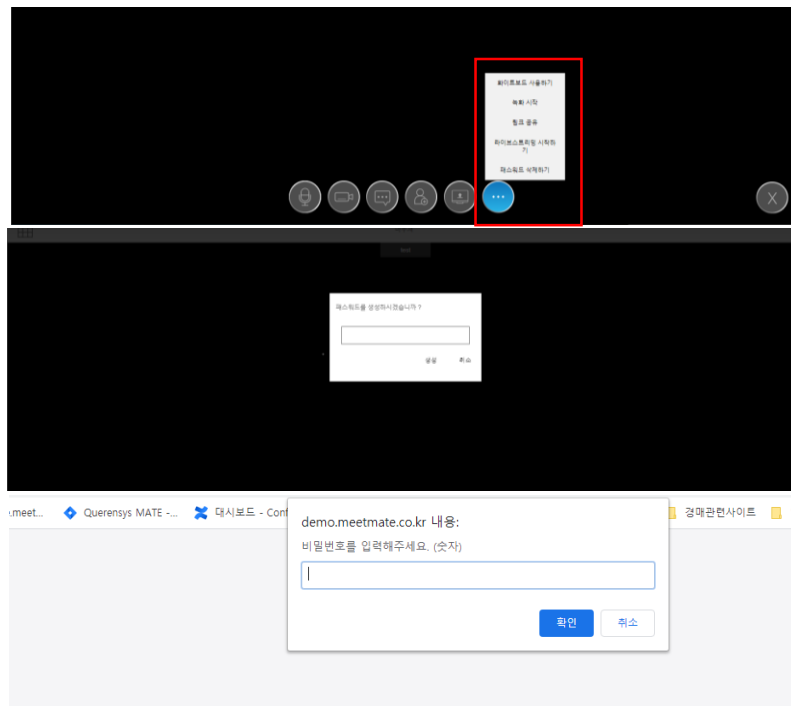 화이트보드 사용하기
녹화 시작
링크 공유
라이브스트리밍 시작하
기
패스워드 삭제하기
X
패스워드를 생성하시겠습니까 ?
취소
.meet...
Querensys MATE -...
대시보드 - Conf
경매관련사이트
demo.meetmate.co.kr 내용:
비밀번호를 입력해주세요. (숫자)
확인
취소